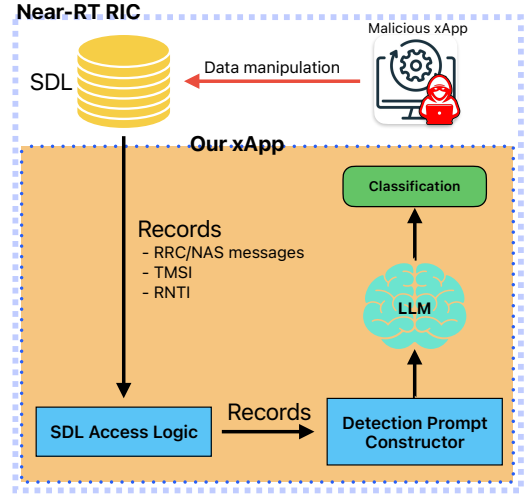 Near-RT RIC
Malicious xApp
SDL
Data manipulation
Our xApp
Classification
Records
- RRC/NAS messages
- TMSI
- RNTI
LLM
SDL Access Logic
Records
Detection Prompt
Constructor